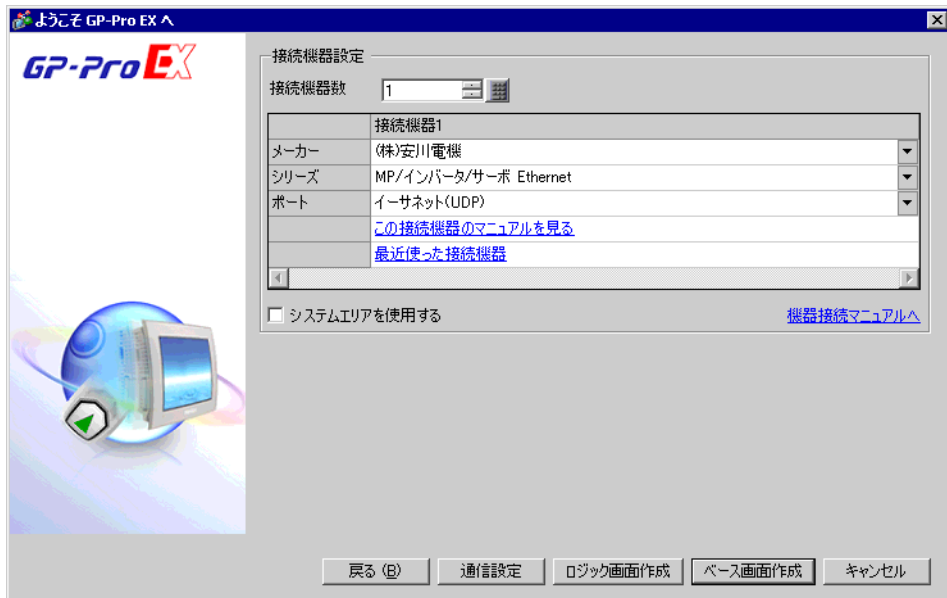 ようこそ GP-Pro EX へ
GP-Pro EX
接続機器設定
接続機器数 1
接続機器1
メーカー (株)安川電機
シリーズ MP/インバータ/サーボ Ethernet
ポート イーサネット(UDP)
この接続機器のマニュアルを見る
最近使った接続機器
システムエリアを使用する 機器接続マニュアルへ
戻る (B) 通信設定 ロジック画面作成 ベース画面作成 キャンセル